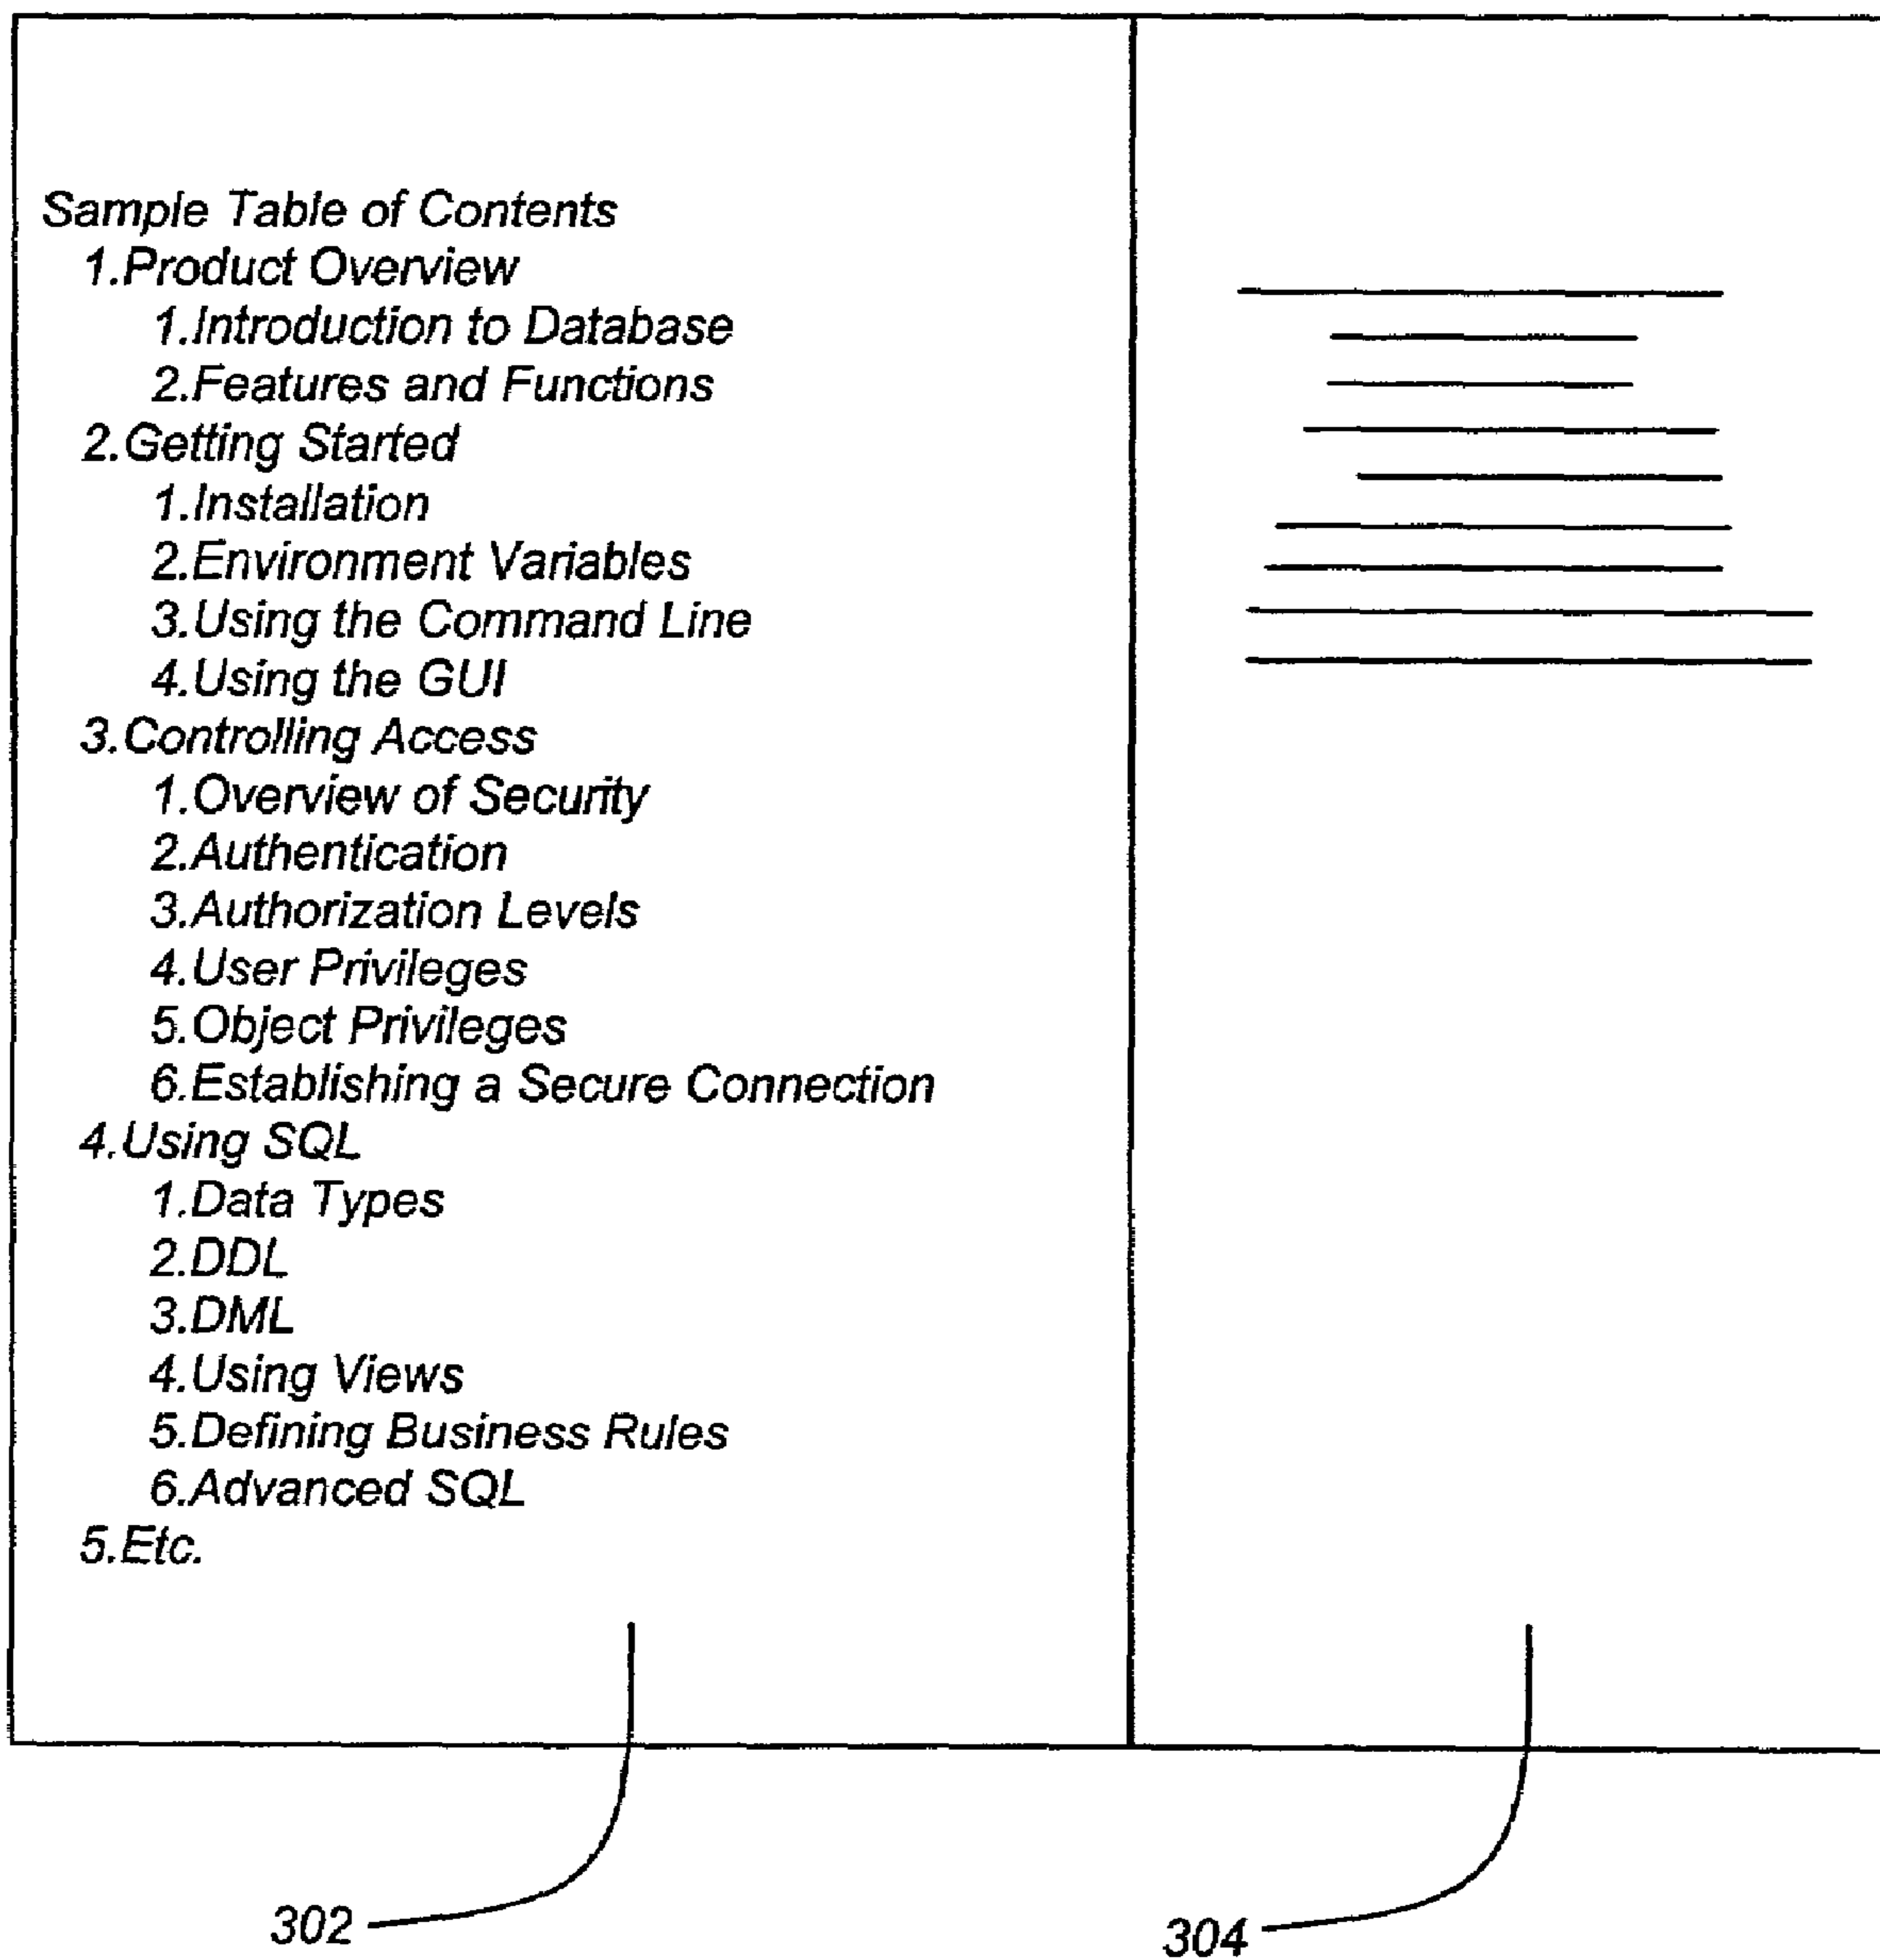 Sample Table of Contents
1.Product Overview
1.Introduction to Database
2.Features and Functions
2.Getting Started
1.Installation
2.Environment Variables
3.Using the Command Line
4.Using the GUI
3.Controlling Access
1.Overview of Security
2.Authentication
3.Authorization Levels
4.User Privileges
5.Object Privileges
6.Establishing a Secure Connection
4.Using SQL
1.Data Types
2.DDL
3.DML
4.Using Views
5.Defining Business Rules
6.Advanced SQL
5.Etc.
302
304